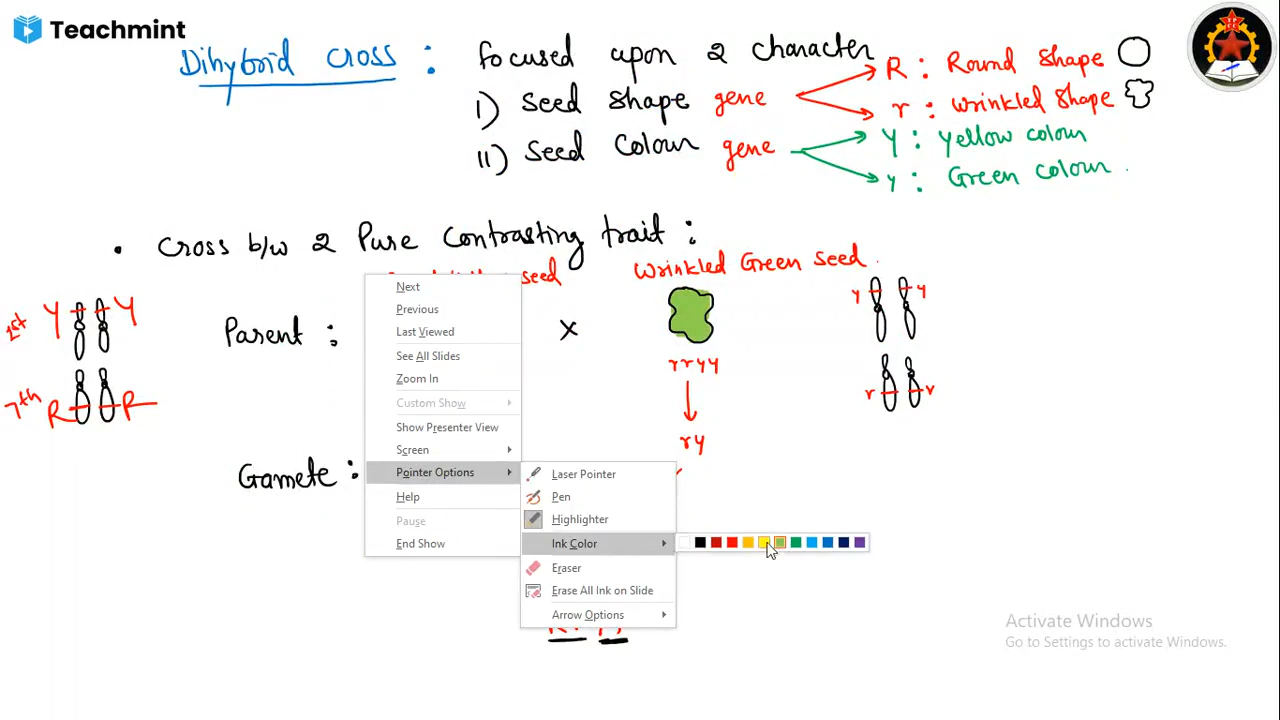 Teachmint
Dihybrid cross : focused upon 2 character
I) Seed Shape gene
R : Round Shape
r : Wrinkled Shape
II) Seed Colour gene
Y : Yellow colour
y : Green colour .
• Cross b/w 2 Pure Contrasting trait :
seed
Wrinkled Green seed .
1st Y Y
7th R R
Parent :
x
rryy
ry
y y
r r
Gamete :
Next
Previous
Last Viewed
See All Slides
Zoom In
Custom Show
Show Presenter View
Screen
Pointer Options
Help
Pause
End Show
Laser Pointer
Pen
Highlighter
Ink Color
Eraser
Erase All Ink on Slide
Arrow Options
Activate Windows
Go to Settings to activate Windows.